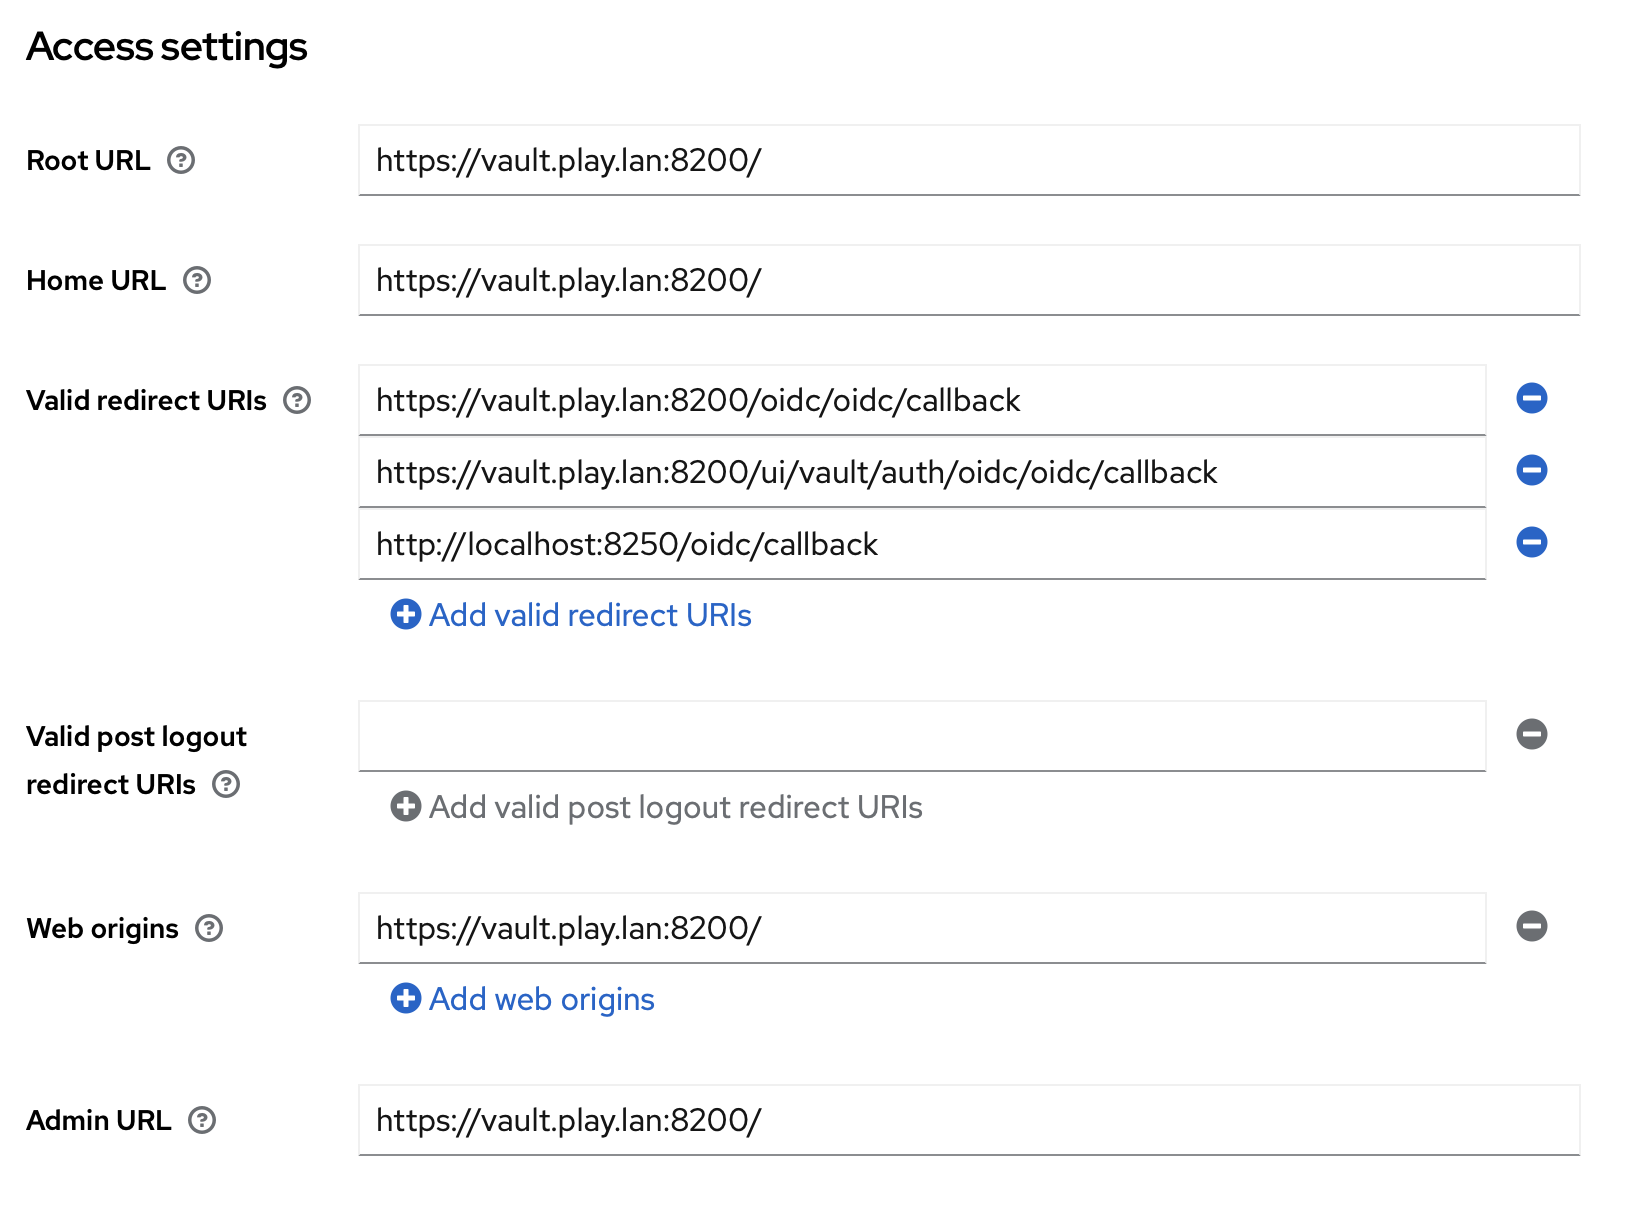 Access settings
Root URL
https://vault.play.lan:8200/
Home URL
https://vault.play.lan:8200/
Valid redirect URIs
https://vault.play.lan:8200/oidc/oidc/callback
https://vault.play.lan:8200/ui/vault/auth/oidc/oidc/callback
http://localhost:8250/oidc/callback
Add valid redirect URIs
Valid post logout
redirect URIs
Add valid post logout redirect URIs
Web origins
https://vault.play.lan:8200/
Add web origins
Admin URL
https://vault.play.lan:8200/